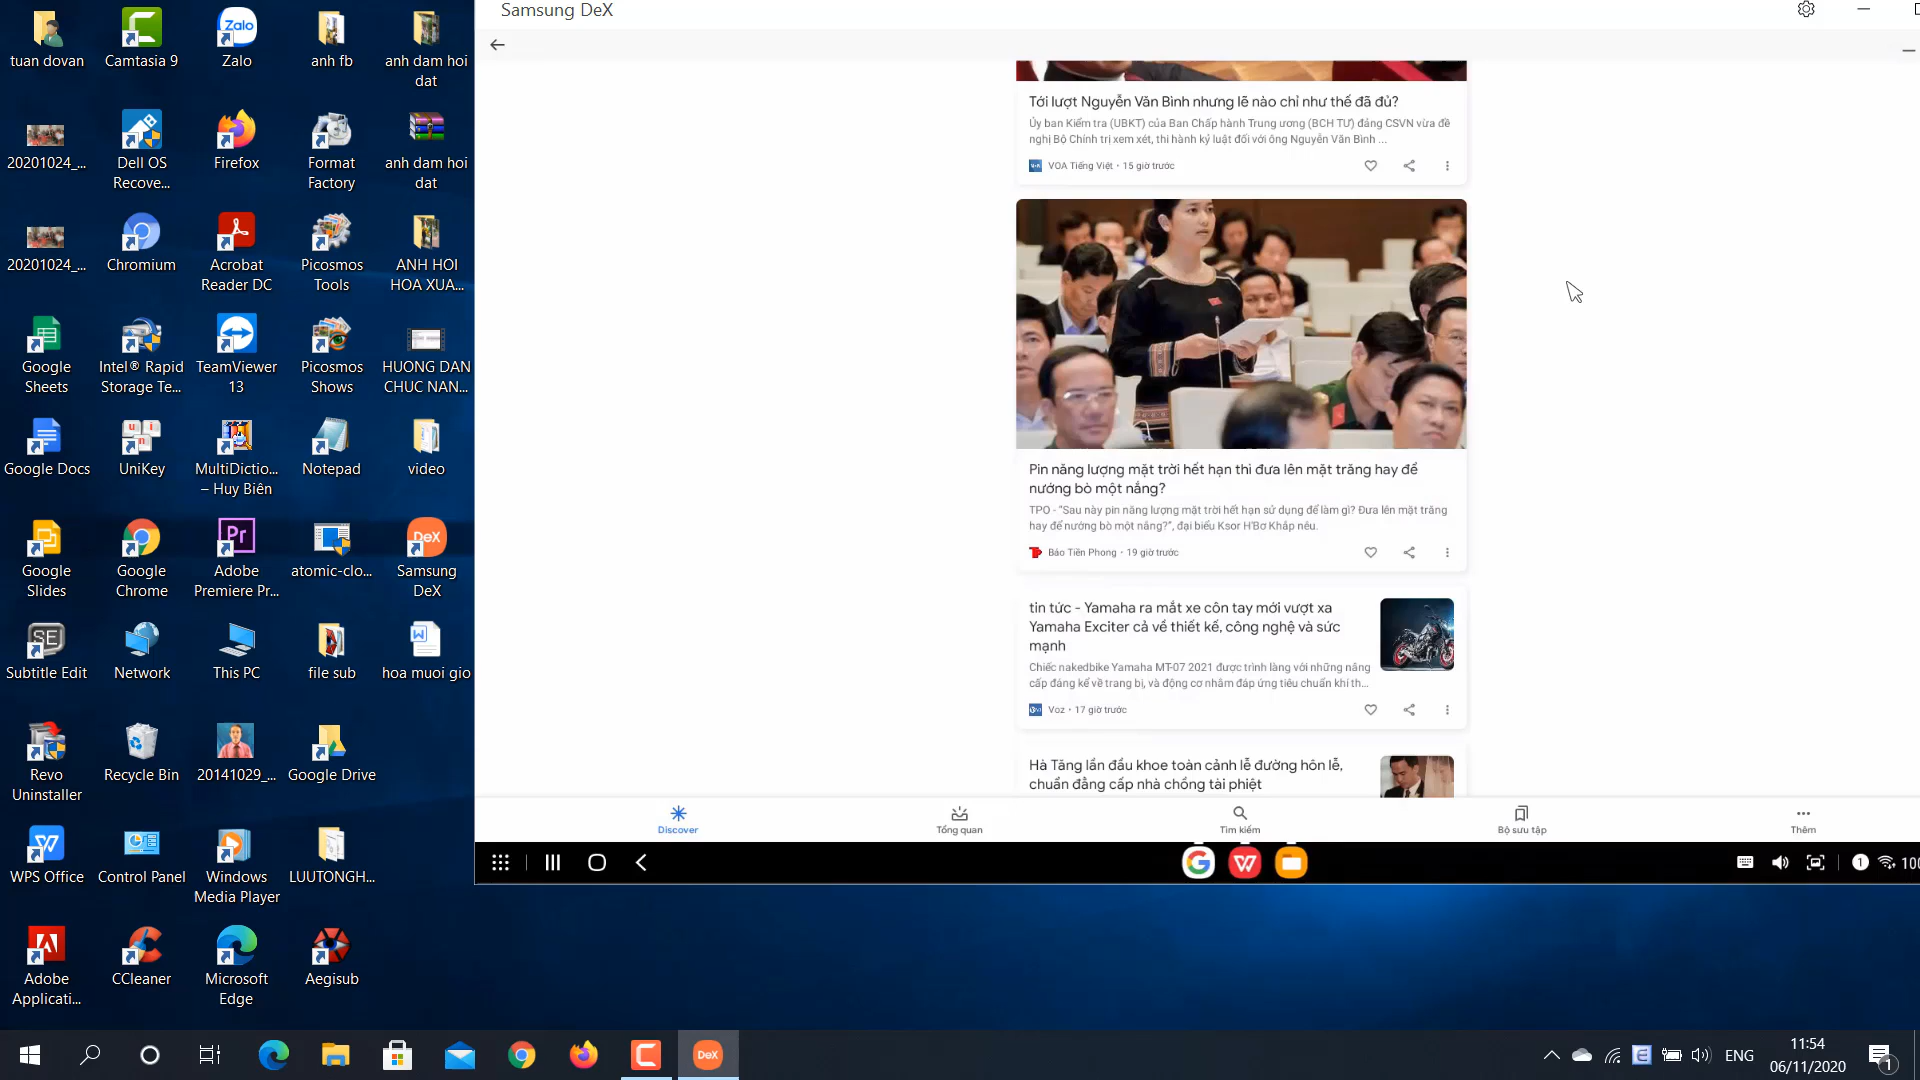 Samsung DeX
tuan dovan
Camtasia 9
Zalo
anh fb
anh dam hoi
dat
20201024_...
Dell OS
Recove...
Firefox
Format
Factory
anh dam hoi
dat
20201024_...
Chromium
Acrobat
Reader DC
Picosmos
Tools
ANH HOI
HOA XUA...
Google
Sheets
Intel® Rapid
Storage Te...
TeamViewer
13
Picosmos
Shows
HUONG DAN
CHUC NAN...
Google Docs
UniKey
MultiDictio...
– Huy Biên
Notepad
video
Google
Slides
Google
Chrome
Adobe
Premiere Pr...
atomic-clo...
Samsung
DeX
Subtitle Edit
Network
This PC
file sub
hoa muoi gio
Revo
Uninstaller
Recycle Bin
20141029_...
Google Drive
WPS Office
Control Panel
Windows
Media Player
LUUTONGH...
Adobe
Applicati...
CCleaner
Microsoft
Edge
Aegisub
Tới lượt Nguyễn Văn Bình nhưng lẽ nào chỉ như thế đã đủ?
Ủy ban Kiểm tra (UBKT) của Ban Chấp hành Trung ương (BCH TƯ) đảng CSVN vừa đề
nghị Bộ Chính trị xem xét, thi hành kỷ luật đối với ông Nguyễn Văn Bình ...
VOA Tiếng Việt • 15 giờ trước
Pin năng lượng mặt trời hết hạn thì đưa lên mặt trăng hay để
nướng bò một nắng?
TPO - “Sau này pin năng lượng mặt trời hết hạn sử dụng để làm gì? Đưa lên mặt trăng
hay để nướng bò một nắng?”, đại biểu Ksor H'Bơ Khăp nêu.
Báo Tiền Phong • 19 giờ trước
tin tức - Yamaha ra mắt xe côn tay mới vượt xa
Yamaha Exciter cả về thiết kế, công nghệ và sức
mạnh
Chiếc nakedbike Yamaha MT-07 2021 được trình làng với những nâng
cấp đáng kể về trang bị, và động cơ nhằm đáp ứng tiêu chuẩn khí th...
Voz • 17 giờ trước
Hà Tăng lần đầu khoe toàn cảnh lễ đường hôn lễ,
chuẩn đẳng cấp nhà chồng tài phiệt
Discover
Tổng quan
Tìm kiếm
Bộ sưu tập
Thêm
1
100
DeX
ENG
11:54
06/11/2020
1